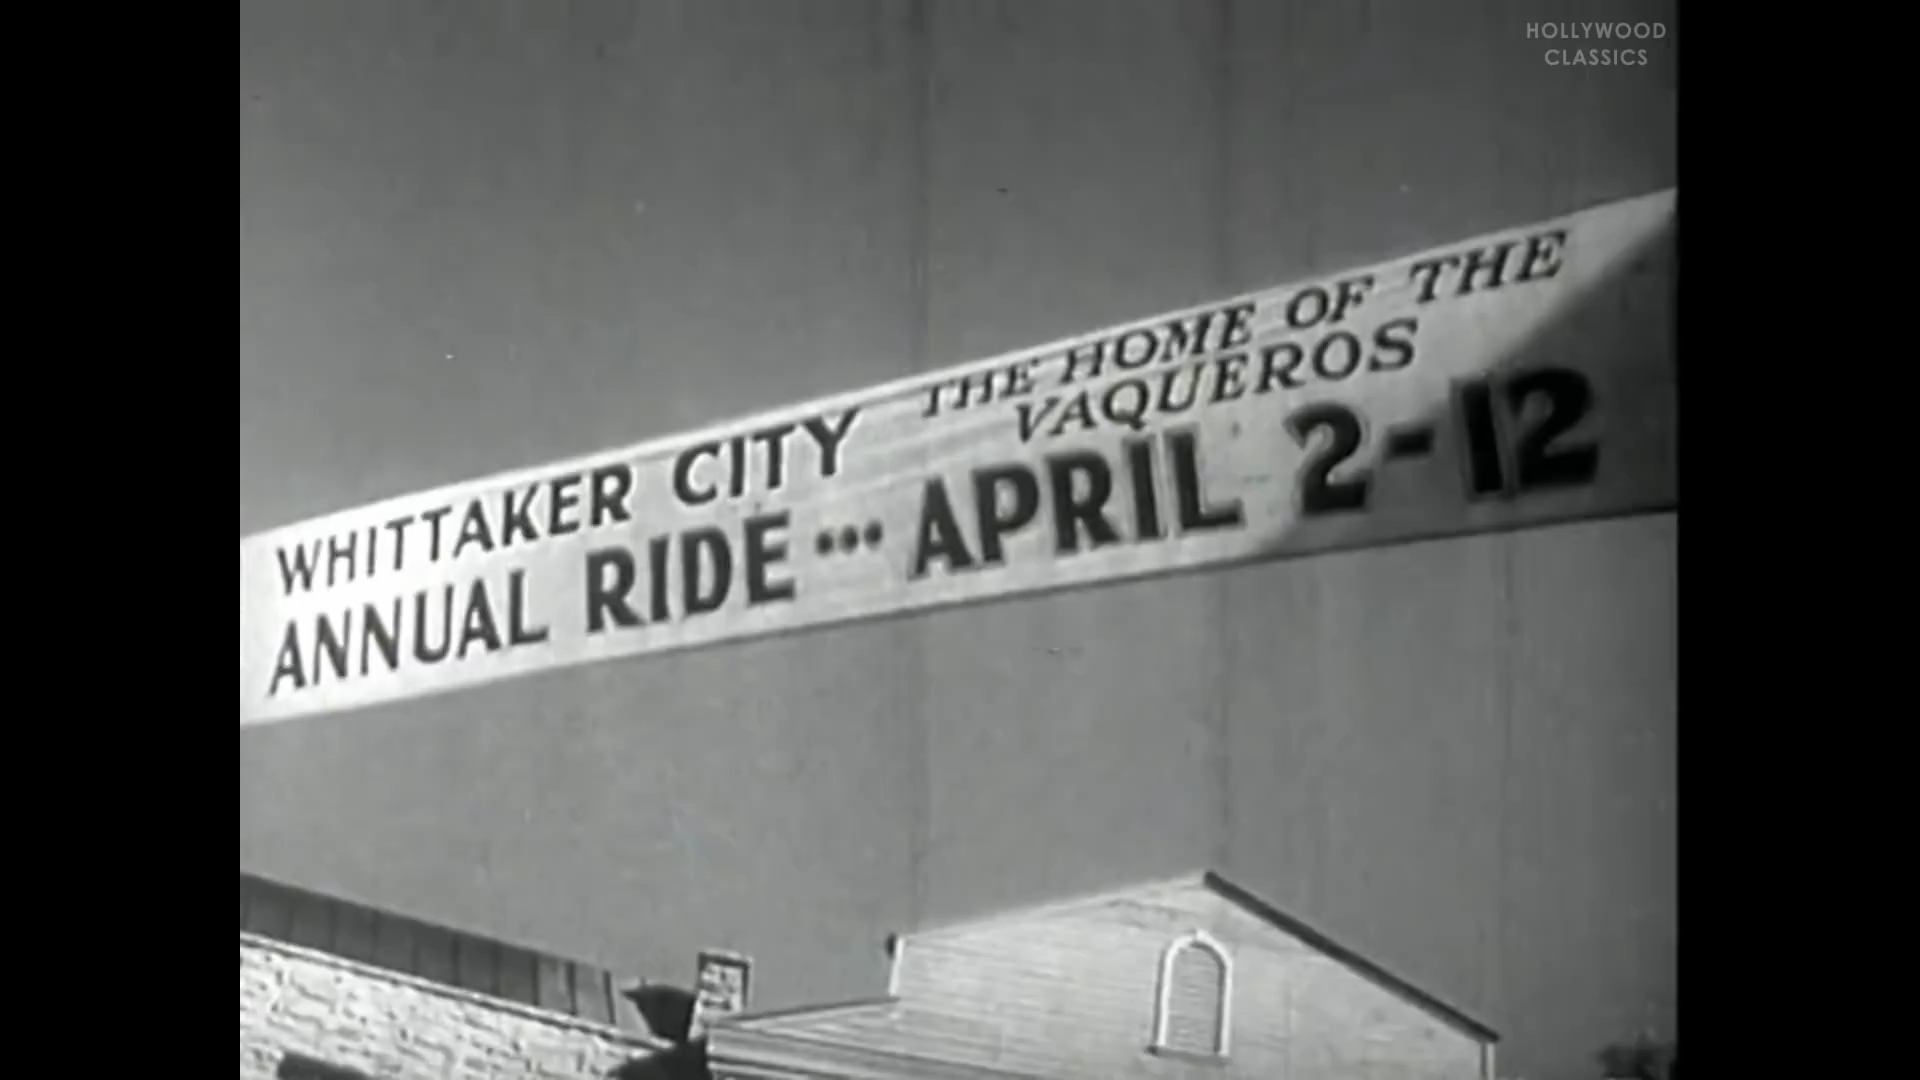 HOLLYWOOD
CLASSICS
WHITTAKER CITY THE HOME OF THE
VAQUEROS
ANNUAL RIDE ... APRIL 2-12